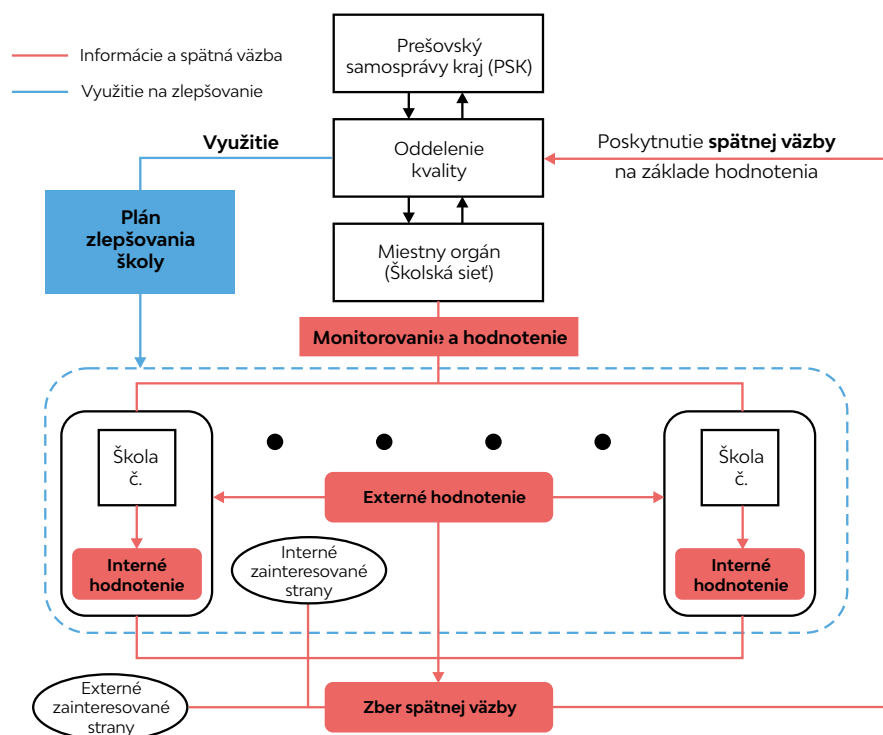 Prešovský
samosprávy kraj (PSK)
Informácie a spätná väzba
Využitie na zlepšovanie
Využitie
Oddelenie
kvality
Poskytnutie spätnej väzby
na základe hodnotenia
Plán
zlepšovania
školy
Miestny orgán
(Školská sieť)
Monitorovanie a hodnotenie
Škola
č.
Škola
č.
Externé hodnotenie
Interné
hodnotenie
Interné
zainteresované
strany
Interné
hodnotenie
Externé
zainteresované
strany
Zber spätnej väzby